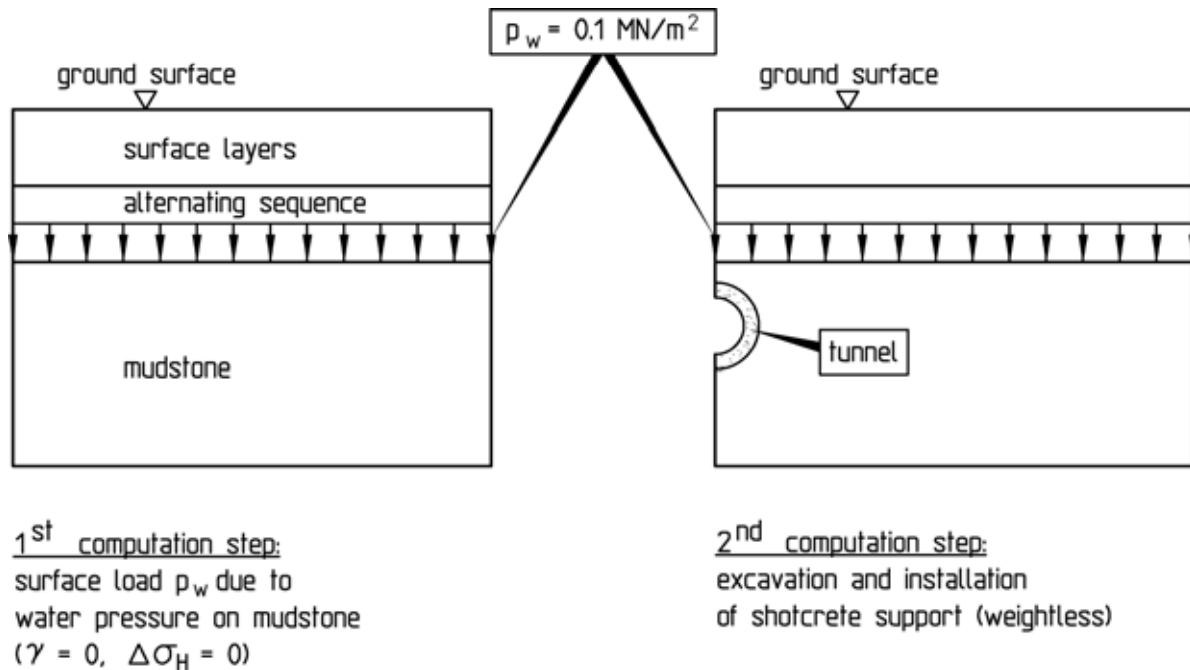 p_w = 0.1 MN/m²
ground surface
surface layers
alternating sequence
mudstone
ground surface
tunnel
1st computation step:
surface load p_w due to
water pressure on mudstone
(γ = 0, Δσ_H = 0)
2nd computation step:
excavation and installation
of shotcrete support (weightless)